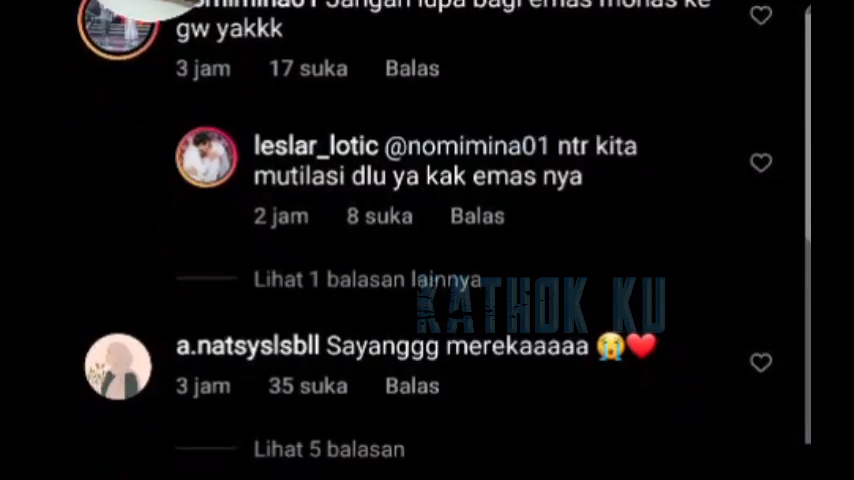 nomimina01 Jangan lupa bagi emas monas ke
gw yakkk
3 jam 17 suka Balas
leslar_lotic @nomimina01 ntr kita
mutilasi dlu ya kak emas nya
2 jam 8 suka Balas
Lihat 1 balasan lainnya
KATHOK KU
a.natsyslsbll Sayanggg merekaaaaa 😭❤️
3 jam 35 suka Balas
Lihat 5 balasan